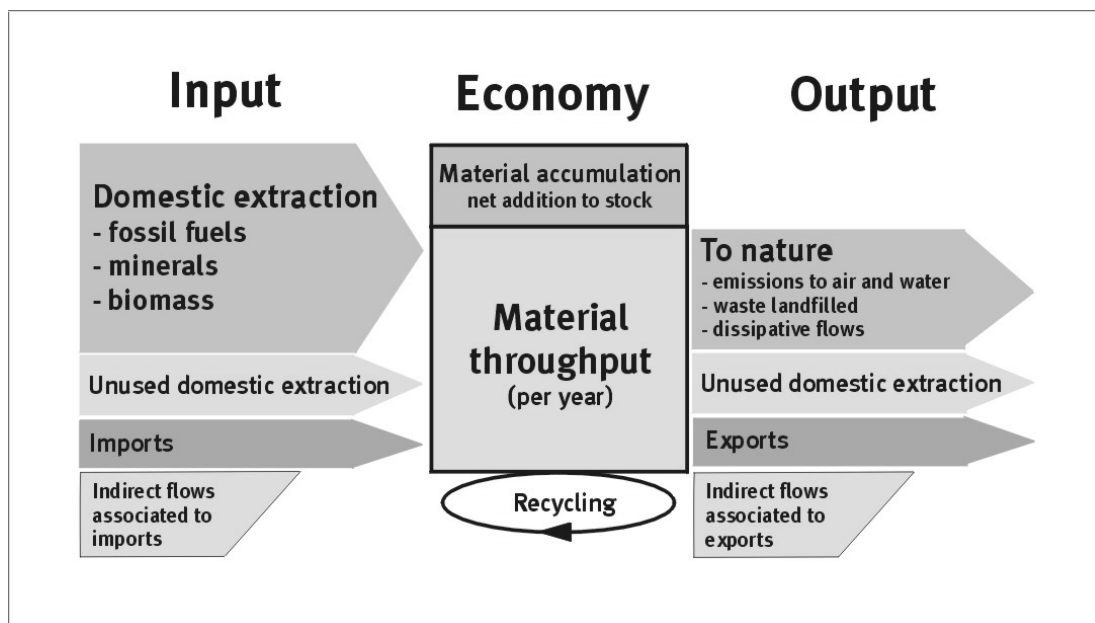 Input
Economy
Output
Domestic extraction
- fossil fuels
- minerals
- biomass
Unused domestic extraction
Imports
Indirect flows
associated to
imports
Material accumulation
net addition to stock
Material
throughput
(per year)
Recycling
To nature
- emissions to air and water
- waste landfilled
- dissipative flows
Unused domestic extraction
Exports
Indirect flows
associated to
exports